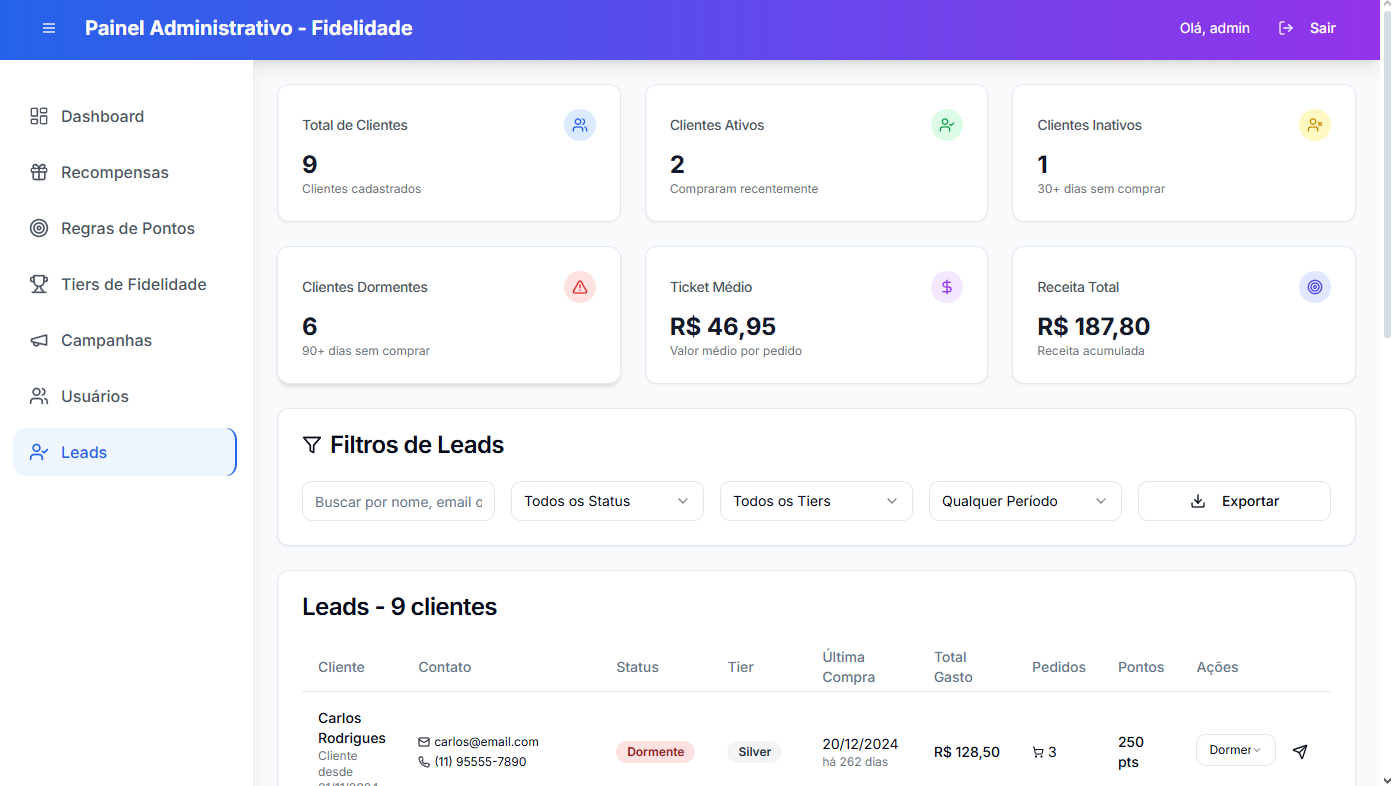 Painel Administrativo - Fidelidade
Olá, admin
Sair
Dashboard
Recompensas
Regras de Pontos
Tiers de Fidelidade
Campanhas
Usuários
Leads
Total de Clientes
9
Clientes cadastrados
Clientes Ativos
2
Compraram recentemente
Clientes Inativos
1
30+ dias sem comprar
Clientes Dormentes
6
90+ dias sem comprar
Ticket Médio
R$ 46,95
Valor médio por pedido
Receita Total
R$ 187,80
Receita acumulada
Filtros de Leads
Buscar por nome, email o
Todos os Status
Todos os Tiers
Qualquer Período
Exportar
Leads - 9 clientes
Cliente
Contato
Status
Tier
Última
Compra
Total
Gasto
Pedidos
Pontos
Ações
Carlos
Rodrigues
Cliente
desde
01/11/2024
carlos@email.com
(11) 95555-7890
Dormente
Silver
20/12/2024
há 262 dias
R$ 128,50
3
250
pts
Dormer